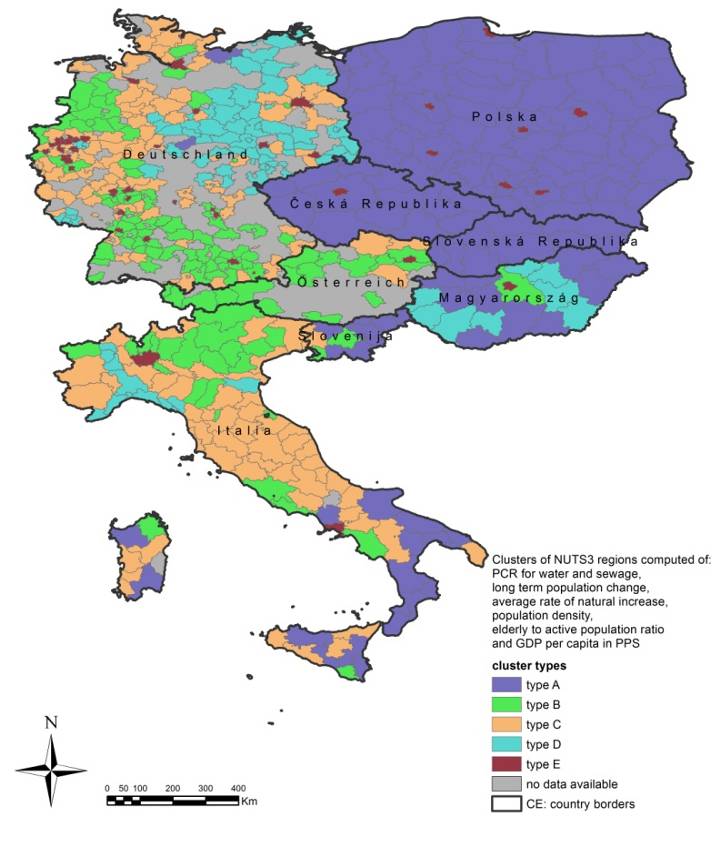 Polska
Deutschland
Česká Republika
Slovenská Republika
Österreich
Magyarország
Slovenija
Italia
Clusters of NUTS3 regions computed of:
PCR for water and sewage,
long term population change,
average rate of natural increase,
population density,
elderly to active population ratio
and GDP per capita in PPS
cluster types
type A
type B
type C
type D
type E
no data available
CE: country borders
N
0 50 100 200 300 400
Km